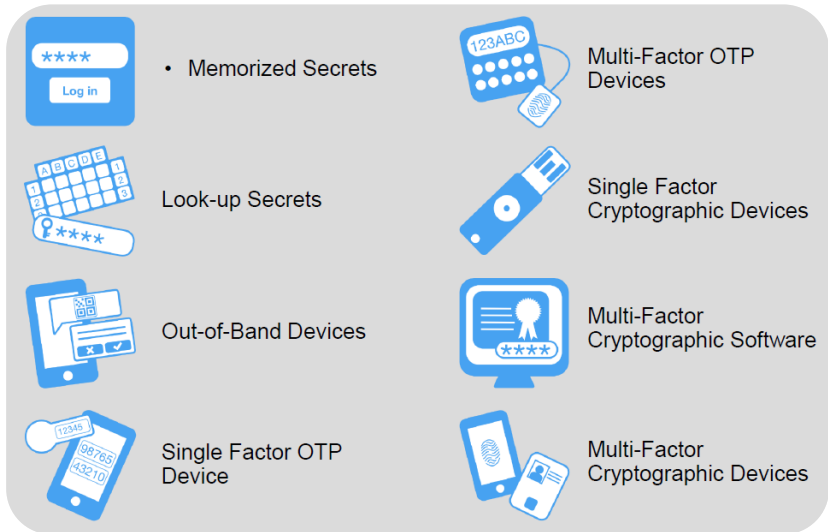 ****
Log in
• Memorized Secrets
A B C D E
1
2
1
2
3
****
Look-up Secrets
Out-of-Band Devices
12345
98765
43210
Single Factor OTP
Device
123ABC
Multi-Factor OTP
Devices
Single Factor
Cryptographic Devices
****
Multi-Factor
Cryptographic Software
Multi-Factor
Cryptographic Devices